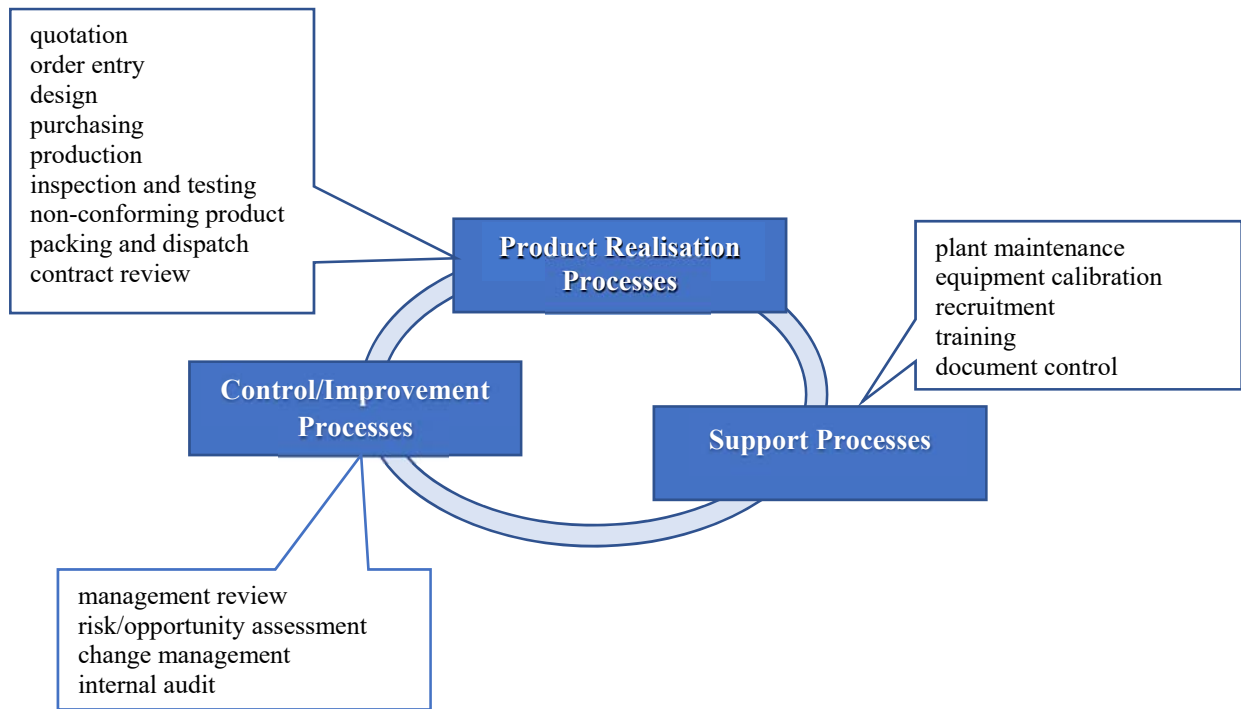 quotation
order entry
design
purchasing
production
inspection and testing
non-conforming product
packing and dispatch
contract review
Product Realisation
Processes
plant maintenance
equipment calibration
recruitment
training
document control
Control/Improvement
Processes
Support Processes
management review
risk/opportunity assessment
change management
internal audit